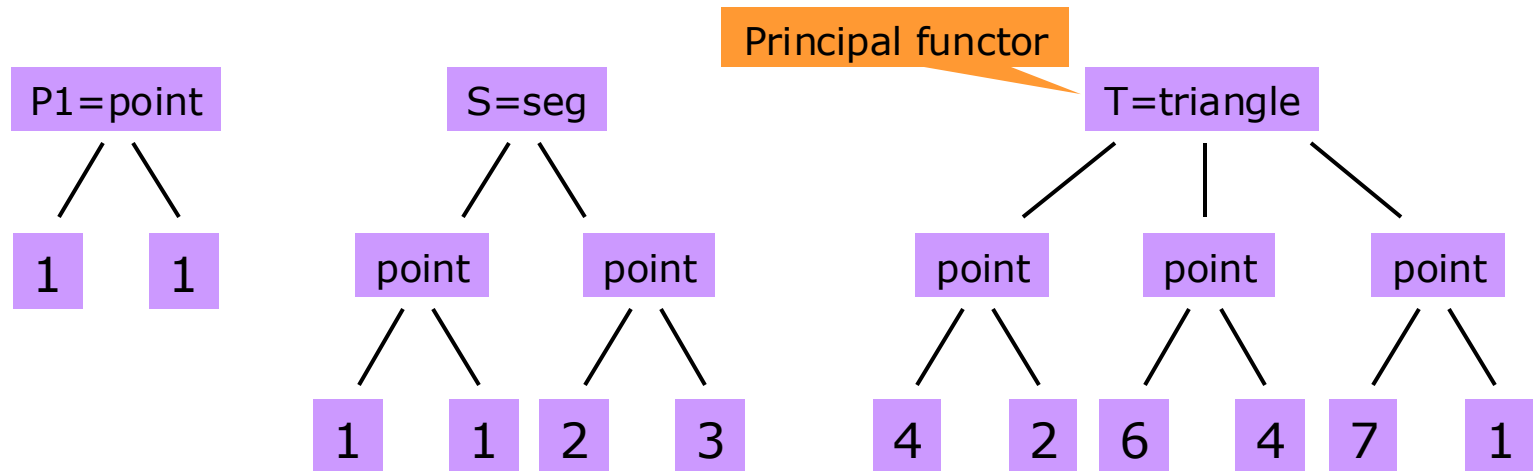 Principal functor
P1=point
S=seg
T=triangle
1 1
point point
point point point
1 1 2 3
4 2 6 4 7 1